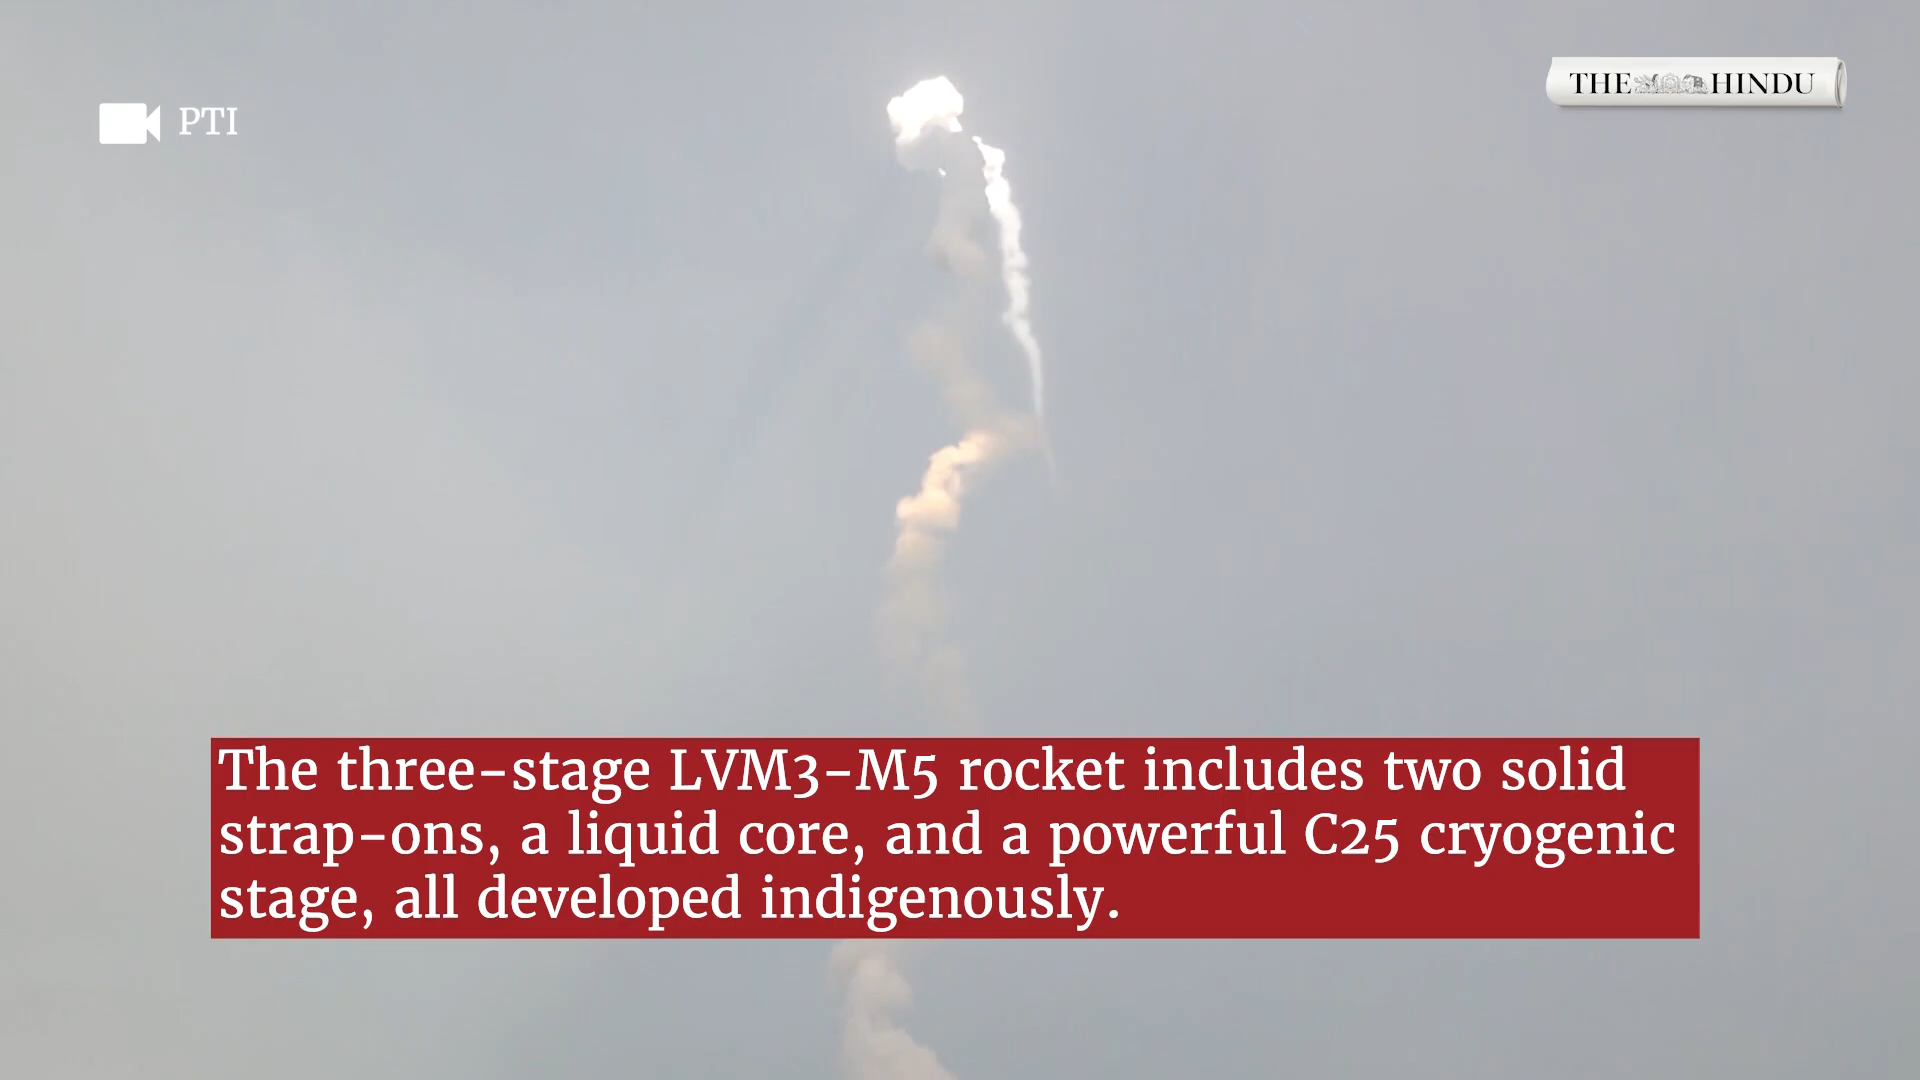 PTI
THE HINDU
The three-stage LVM3-M5 rocket includes two solid
strap-ons, a liquid core, and a powerful C25 cryogenic
stage, all developed indigenously.